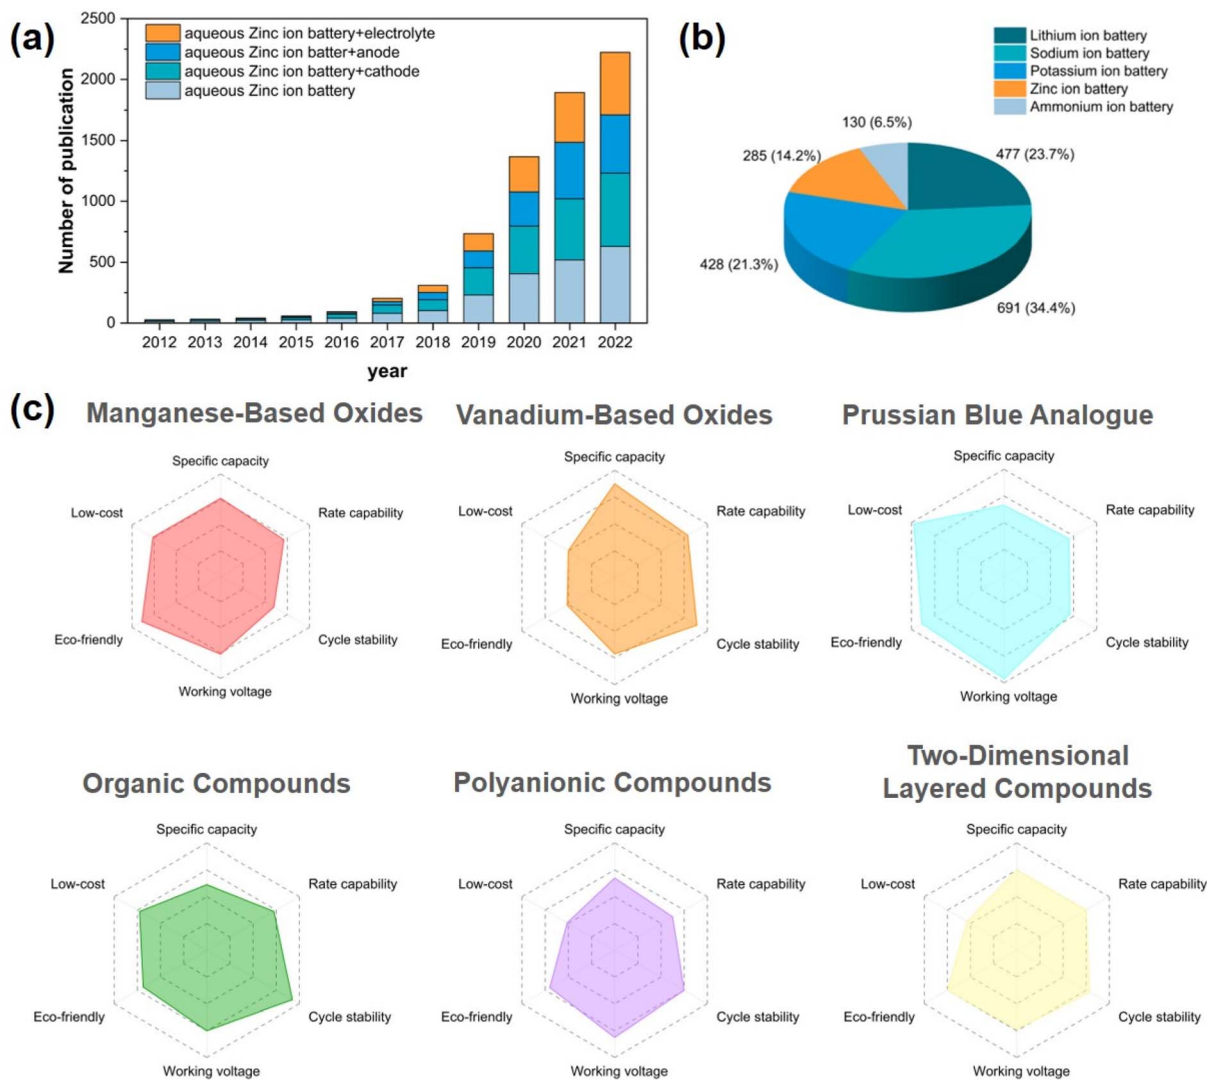 (a)
2500
2000
1500
1000
500
0
Number of publication
aqueous Zinc ion battery+electrolyte
aqueous Zinc ion batter+anode
aqueous Zinc ion battery+cathode
aqueous Zinc ion battery
2012 2013 2014 2015 2016 2017 2018 2019 2020 2021 2022
year
(b)
Lithium ion battery
Sodium ion battery
Potassium ion battery
Zinc ion battery
Ammonium ion battery
130 (6.5%)
477 (23.7%)
285 (14.2%)
428 (21.3%)
691 (34.4%)
(c)
Manganese-Based Oxides
Specific capacity
Low-cost
Rate capability
Eco-friendly
Cycle stability
Working voltage
Vanadium-Based Oxides
Specific capacity
Low-cost
Rate capability
Eco-friendly
Cycle stability
Working voltage
Prussian Blue Analogue
Specific capacity
Low-cost
Rate capability
Eco-friendly
Cycle stability
Working voltage
Organic Compounds
Specific capacity
Low-cost
Rate capability
Eco-friendly
Cycle stability
Working voltage
Polyanionic Compounds
Specific capacity
Low-cost
Rate capability
Eco-friendly
Cycle stability
Working voltage
Two-Dimensional
Layered Compounds
Specific capacity
Low-cost
Rate capability
Eco-friendly
Cycle stability
Working voltage